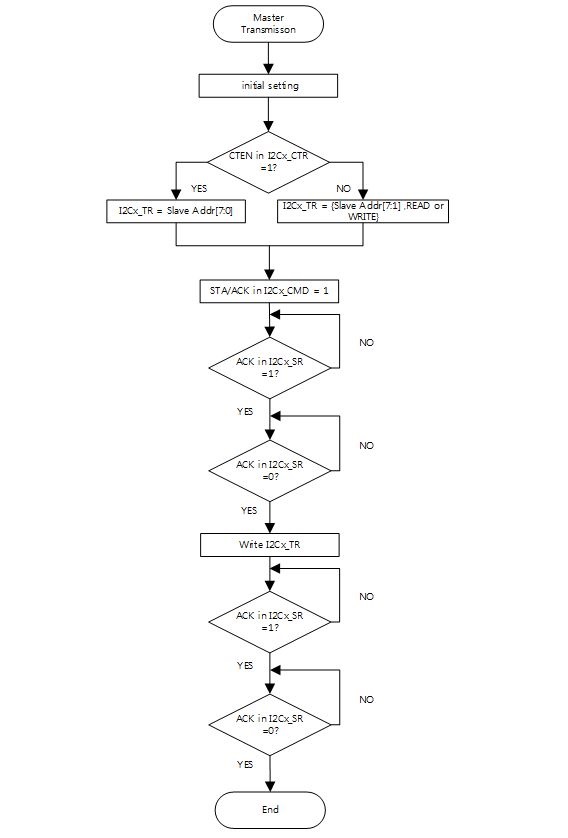 Master
Transmisson
initial setting
CTEN in I2Cx_CTR
=1?
YES
NO
I2Cx_TR = Slave Addr[7:0]
I2Cx_TR = {Slave Addr[7:1] ,READ or
WRITE}
STA/ACK in I2Cx_CMD = 1
NO
ACK in I2Cx_SR
=1?
YES
NO
ACK in I2Cx_SR
=0?
YES
Write I2Cx_TR
NO
ACK in I2Cx_SR
=1?
YES
NO
ACK in I2Cx_SR
=0?
YES
End